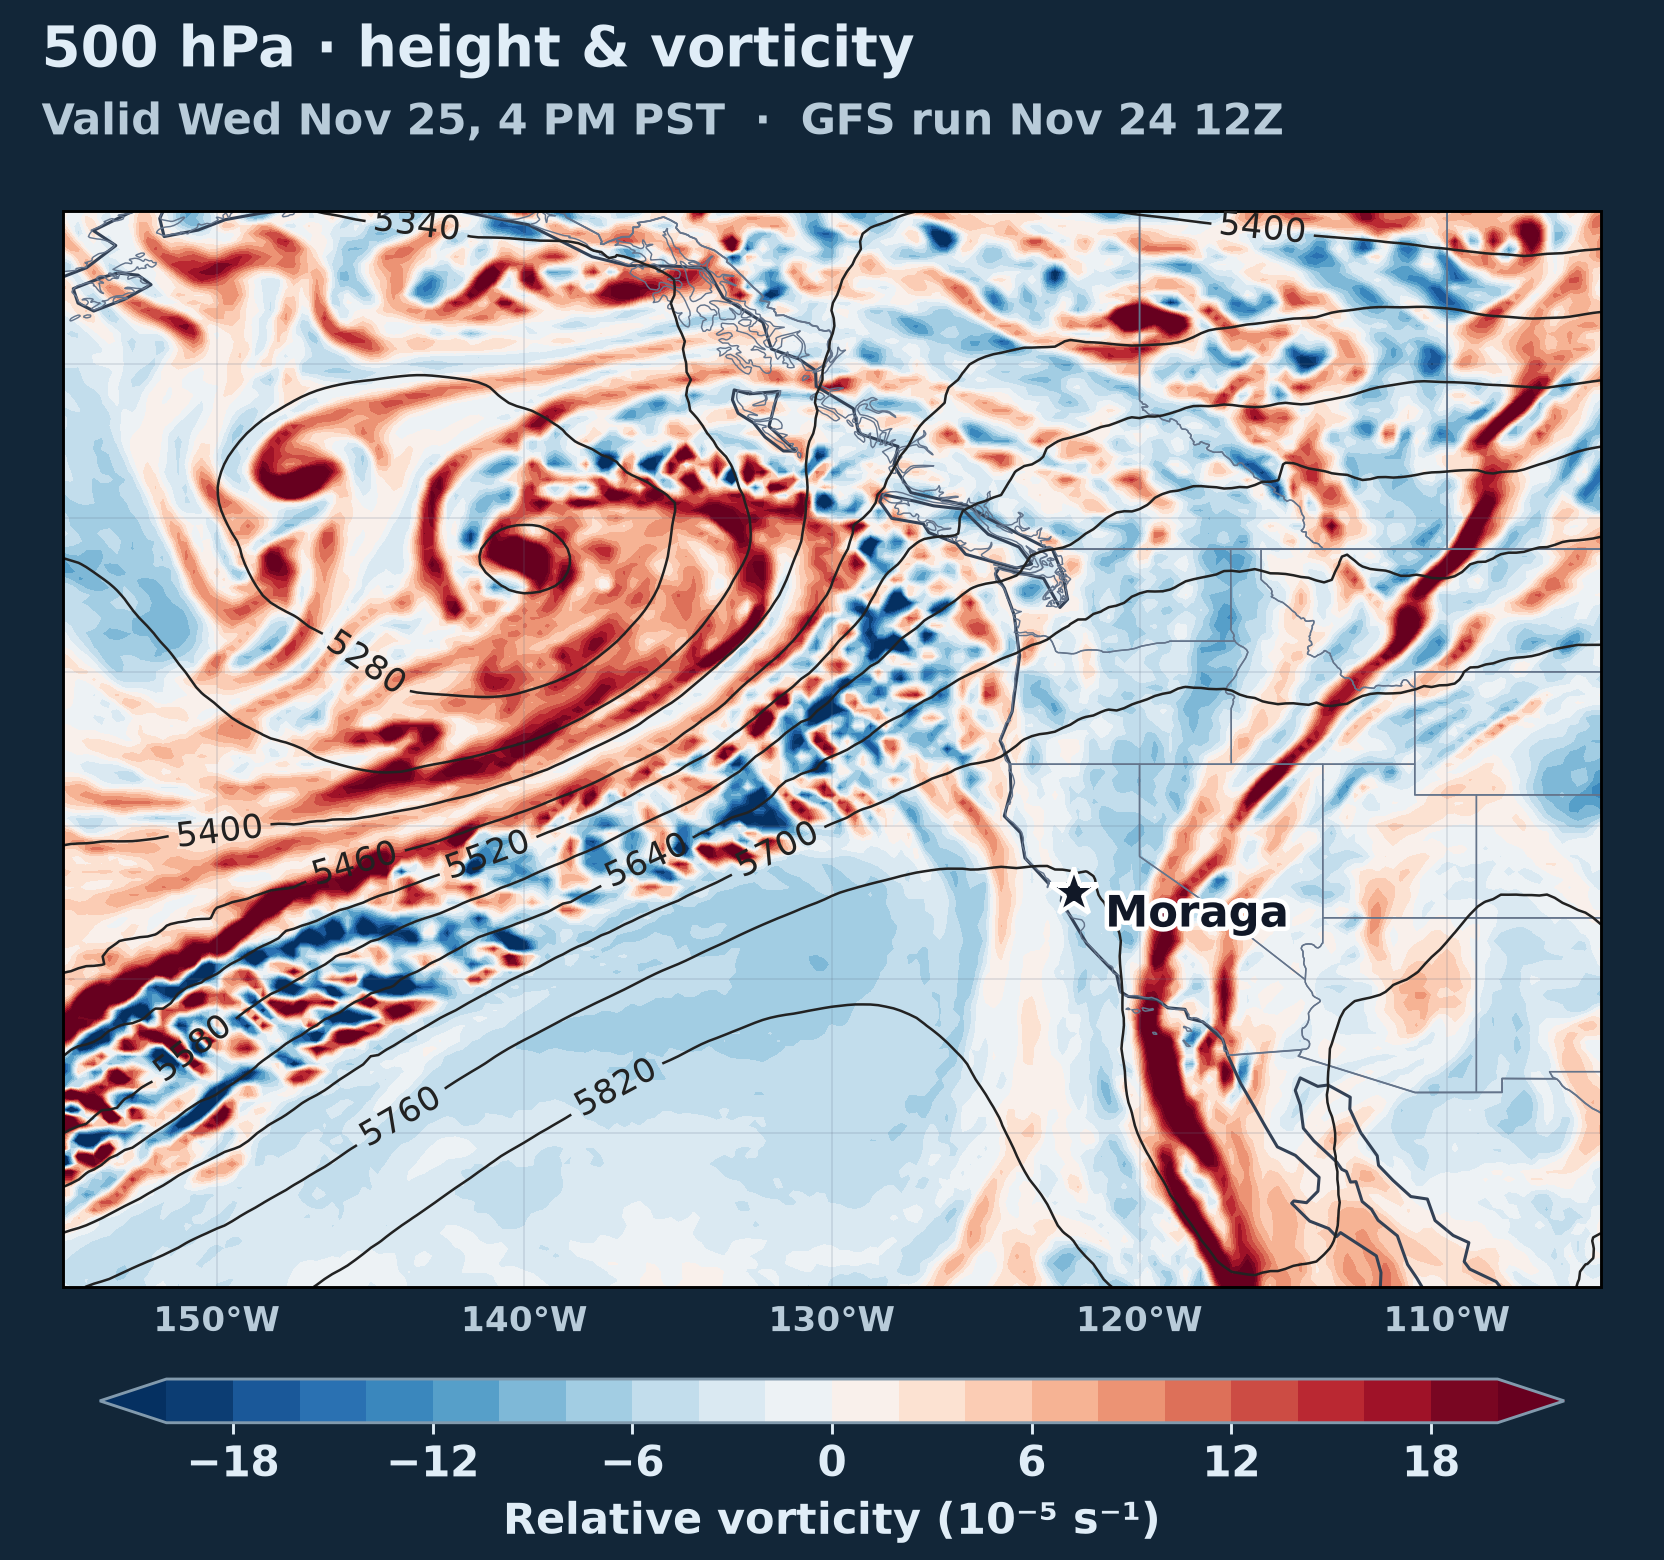 500 hPa · height & vorticity
Valid Wed Nov 25, 4 PM PST · GFS run Nov 24 12Z
5340
5400
5280
5400
5460
5520
5640
5700
Moraga
5580
5760
5820
150°W
140°W
130°W
120°W
110°W
−18
−12
−6
0
6
12
18
Relative vorticity (10⁻⁵ s⁻¹)